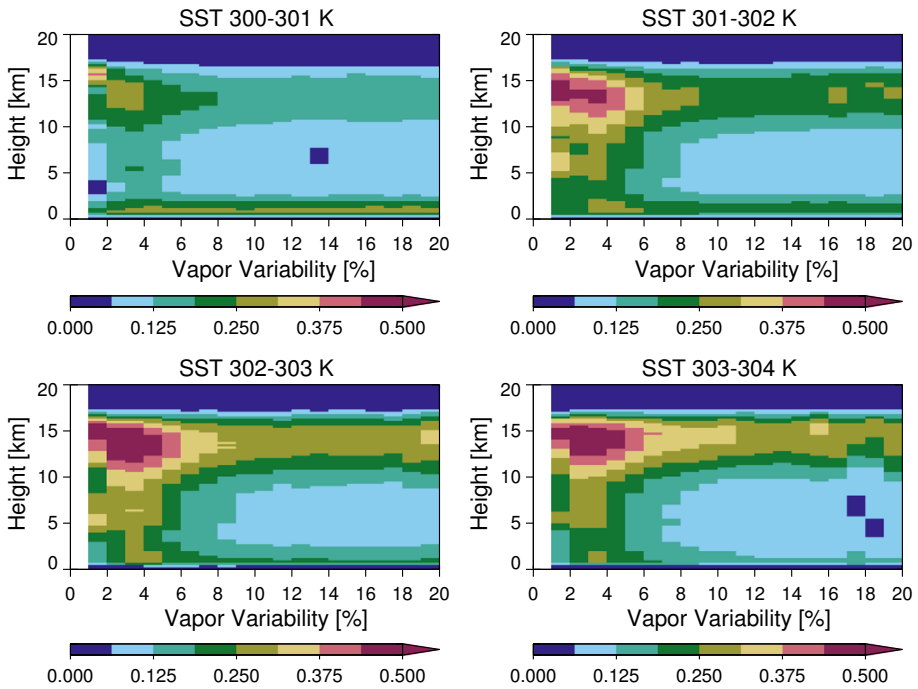 SST 300-301 K
20
15
10
5
0
Height [km]
0 2 4 6 8 10 12 14 16 18 20
Vapor Variability [%]
0.000 0.125 0.250 0.375 0.500
SST 301-302 K
20
15
10
5
0
Height [km]
0 2 4 6 8 10 12 14 16 18 20
Vapor Variability [%]
0.000 0.125 0.250 0.375 0.500
SST 302-303 K
20
15
10
5
0
Height [km]
0 2 4 6 8 10 12 14 16 18 20
Vapor Variability [%]
0.000 0.125 0.250 0.375 0.500
SST 303-304 K
20
15
10
5
0
Height [km]
0 2 4 6 8 10 12 14 16 18 20
Vapor Variability [%]
0.000 0.125 0.250 0.375 0.500